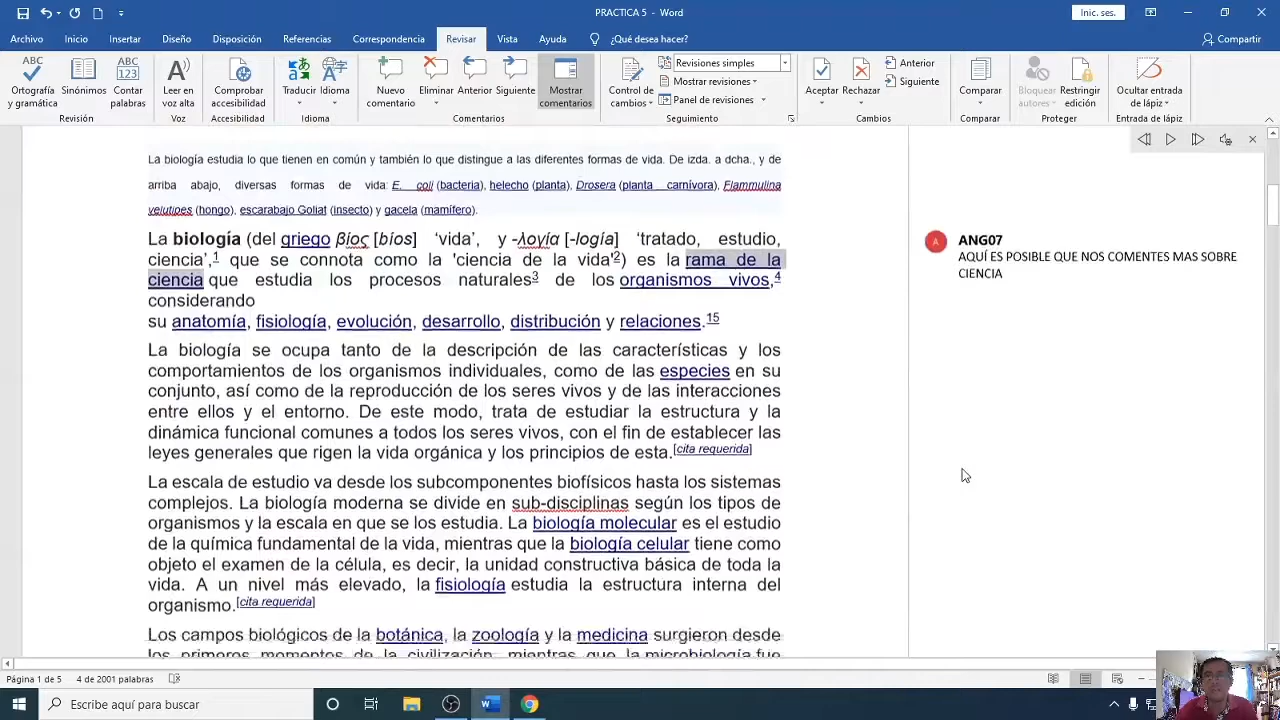 PRACTICA 5 - Word
Inic. ses.
Archivo Inicio Insertar Diseño Disposición Referencias Correspondencia Revisar Vista Ayuda ¿Qué desea hacer? Compartir
ABC Ortografía y gramática
Sinónimos
ABC 123 Contar palabras
Leer en voz alta
Comprobar accesibilidad
Traducir
Idioma
Nuevo comentario
Eliminar
Anterior
Siguiente
Mostrar comentarios
Control de cambios
Revisiones simples
Mostrar revisiones
Panel de revisiones
Aceptar
Rechazar
Anterior
Siguiente
Comparar
Bloquear autores
Restringir edición
Ocultar entrada de lápiz
Revisión Voz Accesibilidad Idioma Comentarios Seguimiento Cambios Comparar Proteger Entrada de lápiz
La biología estudia lo que tienen en común y también lo que distingue a las diferentes formas de vida. De izda. a dcha., y de
arriba abajo, diversas formas de vida: E. coli (bacteria), helecho (planta), Drosera (planta carnívora), Flammulina
velutipes (hongo), escarabajo Goliat (insecto) y gacela (mamífero).
La biología (del griego βίος [bíos] ‘vida’, y -λογία [-logía] ‘tratado, estudio,
ciencia’,1 que se connota como la 'ciencia de la vida'2) es la rama de la
ciencia que estudia los procesos naturales3 de los organismos vivos,4
considerando
su anatomía, fisiología, evolución, desarrollo, distribución y relaciones.15
La biología se ocupa tanto de la descripción de las características y los
comportamientos de los organismos individuales, como de las especies en su
conjunto, así como de la reproducción de los seres vivos y de las interacciones
entre ellos y el entorno. De este modo, trata de estudiar la estructura y la
dinámica funcional comunes a todos los seres vivos, con el fin de establecer las
leyes generales que rigen la vida orgánica y los principios de esta.[cita requerida]
La escala de estudio va desde los subcomponentes biofísicos hasta los sistemas
complejos. La biología moderna se divide en sub-disciplinas según los tipos de
organismos y la escala en que se los estudia. La biología molecular es el estudio
de la química fundamental de la vida, mientras que la biología celular tiene como
objeto el examen de la célula, es decir, la unidad constructiva básica de toda la
vida. A un nivel más elevado, la fisiología estudia la estructura interna del
organismo.[cita requerida]
Los campos biológicos de la botánica, la zoología y la medicina surgieron desde
los primeros momentos de la civilización, mientras que la microbiología fue
A ANG07
AQUÍ ES POSIBLE QUE NOS COMENTES MAS SOBRE
CIENCIA
Página 1 de 5 4 de 2001 palabras
Escribe aquí para buscar